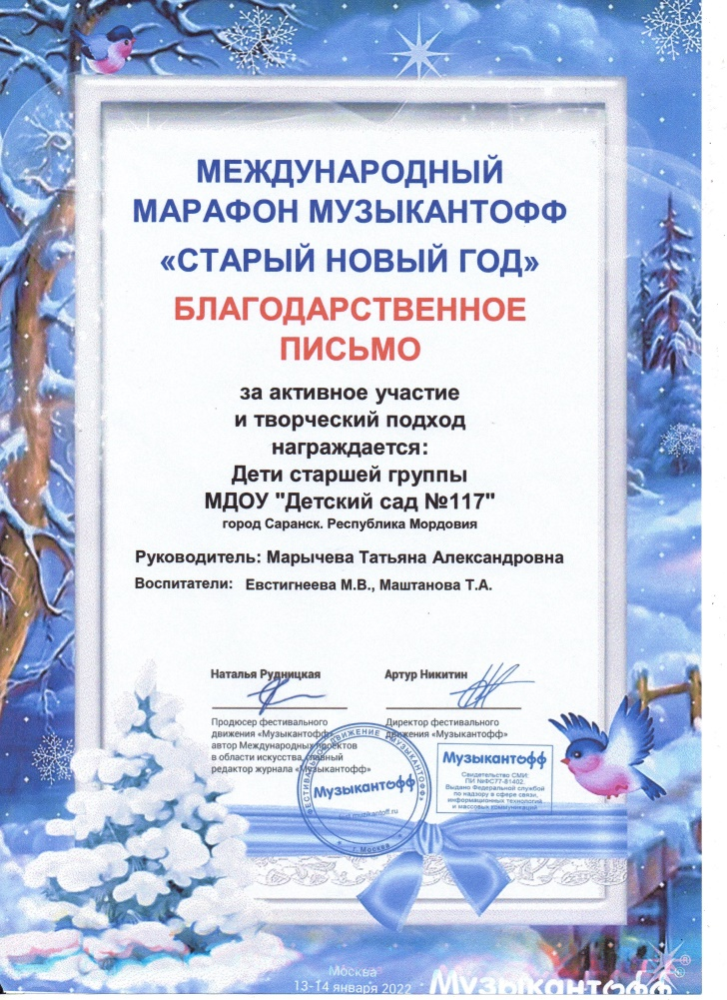 МЕЖДУНАРОДНЫЙ
МАРАФОН МУЗЫКАНТОФФ
«СТАРЫЙ НОВЫЙ ГОД»
БЛАГОДАРСТВЕННОЕ
ПИСЬМО
за активное участие
и творческий подход
награждается:
Дети старшей группы
МДОУ "Детский сад №117"
город Саранск. Республика Мордовия
Руководитель: Марычева Татьяна Александровна
Воспитатели: Евстигнеева М.В., Маштанова Т.А.
Наталья Рудницкая
Продюсер фестивального
движения «Музыкантофф»
автор Международных проектов
в области искусства, главный
редактор журнала «Музыкантофф»
Артур Никитин
Директор фестивального
движения «Музыкантофф»
ФЕСТИВАЛЬНОЕ ДВИЖЕНИЕ «МУЗЫКАНТОФФ»
Музыкантофф
г. Москва
Музыкантофф
Свидетельство СМИ:
ПИ №ФС77-81402.
Выдано Федеральной службой
по надзору в сфере связи,
информационных технологий
и массовых коммуникаций
Москва
13-14 января 2022
Музыкантофф